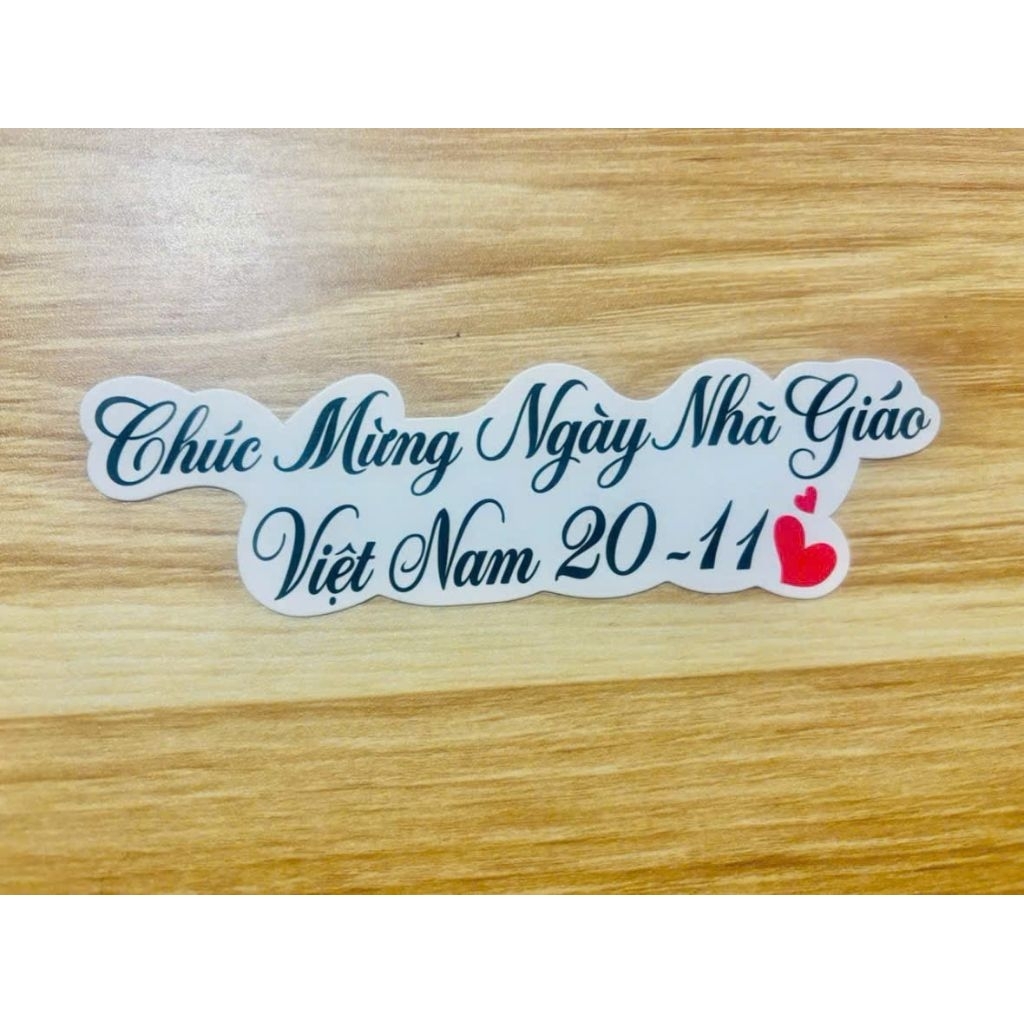 Chúc Mừng Ngày Nhà Giáo
Việt Nam 20-11